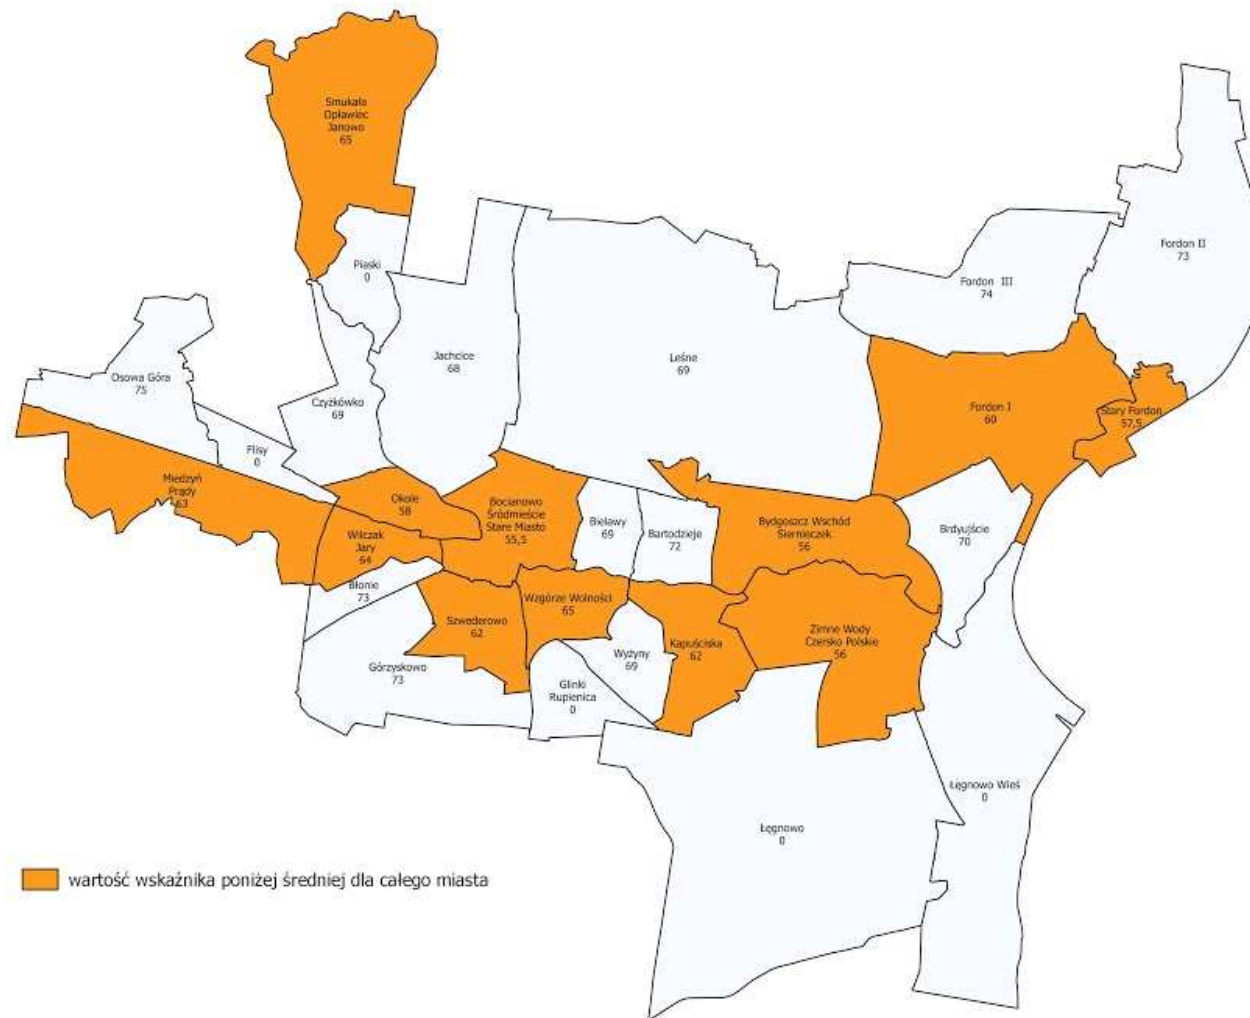 Smukała
Opławiec
Janowo
65
Piaski
0
Fordon II
73
Fordon III
74
Jachcice
68
Leśne
69
Osowa Góra
75
Czyżkówko
69
Fordon I
60
Stary Fordon
57,5
Flisy
0
Miedzyń
Prądy
63
Okole
58
Bocianowo
Śródmieście
Stare Miasto
55,5
Bielawy
69
Bartodzieje
72
Bydgoszcz Wschód
Siernieczek
56
Brdyujście
70
Wilczak
Jary
64
Błonie
73
Szwederowo
62
Wzgórze Wolności
65
Wyżyny
69
Kapuściska
62
Zimne Wody
Czersko Polskie
56
Górzyskowo
73
Glinki
Rupienica
0
Łęgnowo Wieś
0
Łęgnowo
0
wartość wskaźnika poniżej średniej dla całego miasta